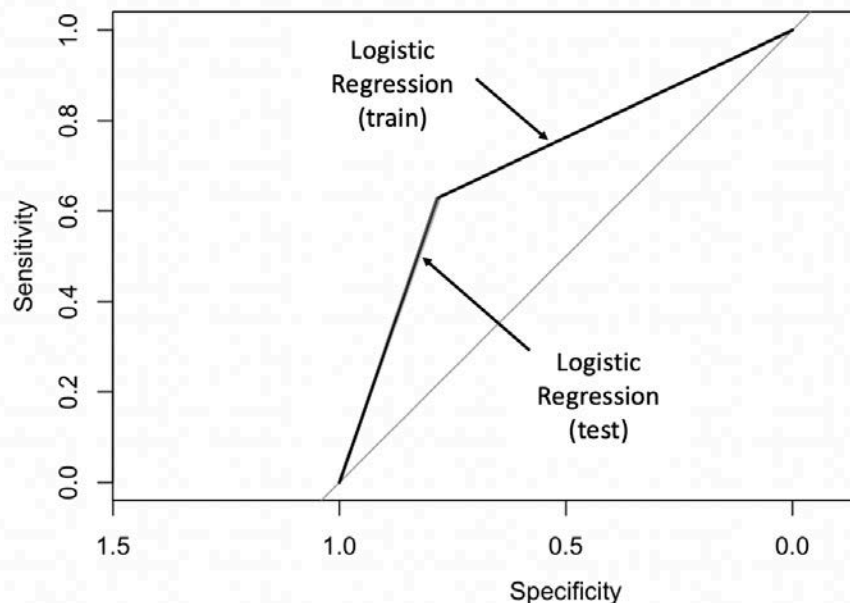 Logistic
Regression
(train)
Logistic
Regression
(test)
Sensitivity
1.0
0.8
0.6
0.4
0.2
0.0
1.5
1.0
0.5
0.0
Specificity